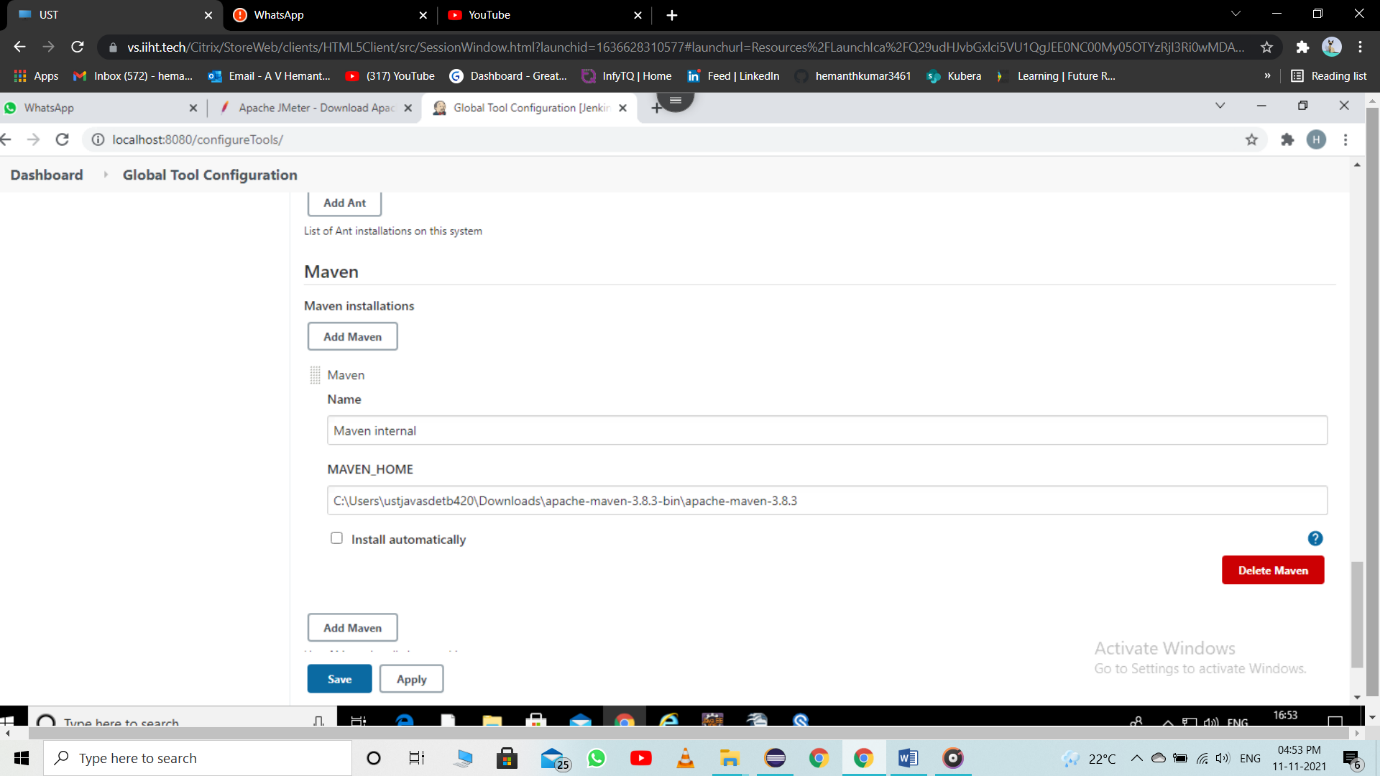 UST
WhatsApp
YouTube
vs.iiht.tech/Citrix/StoreWeb/clients/HTML5Client/src/SessionWindow.html?launchid=1636628310577#launchurl=Resources%2FLaunchIca%2FQ29udHJvbGxlci5VU1QgJEE0NC00My05OTYzRjI3Ri0wMDA...
Apps
Inbox (572) - hema...
Email - A V Hemant...
(317) YouTube
Dashboard - Great...
InfyTQ | Home
Feed | LinkedIn
hemanthkumar3461
Kubera
Learning | Future R...
»
Reading list
WhatsApp
Apache JMeter - Download Apac
Global Tool Configuration [Jenkin
localhost:8080/configureTools/
H
Dashboard
Global Tool Configuration
Add Ant
List of Ant installations on this system
Maven
Maven installations
Add Maven
Maven
Name
Maven internal
MAVEN_HOME
C:\Users\ustjavasdetb420\Downloads\apache-maven-3.8.3-bin\apache-maven-3.8.3
Install automatically
?
Delete Maven
Add Maven
Activate Windows
Go to Settings to activate Windows.
Save
Apply
Type here to search
ENG
16:53
Type here to search
25
22°C
ENG
04:53 PM
11-11-2021
6